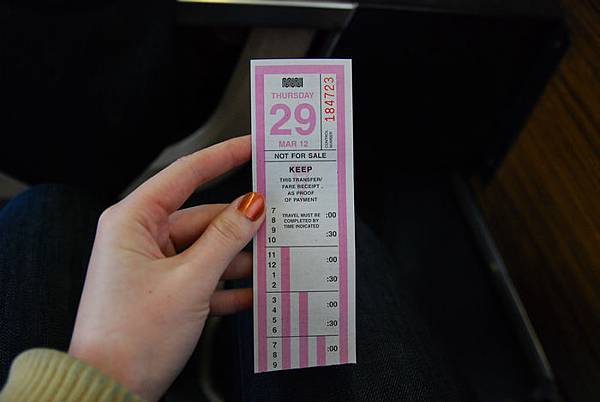 THURSDAY
29
MAR 12
184723
CONTROL NUMBER
NOT FOR SALE
KEEP
THIS TRANSFER/
FARE RECEIPT
AS PROOF
OF PAYMENT
TRAVEL MUST BE
COMPLETED BY
TIME INDICATED
7 :00
8
9 :30
10
11 :00
12
1 :30
2
3 :00
4
5 :30
6
7 :00
8
9